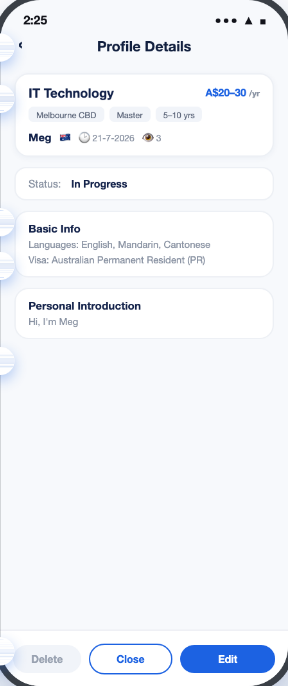 2:25
Profile Details
IT Technology
A$20–30 /yr
Melbourne CBD
Master
5–10 yrs
Meg 21-7-2026 3
Status: In Progress
Basic Info
Languages: English, Mandarin, Cantonese
Visa: Australian Permanent Resident (PR)
Personal Introduction
Hi, I'm Meg
Delete
Close
Edit